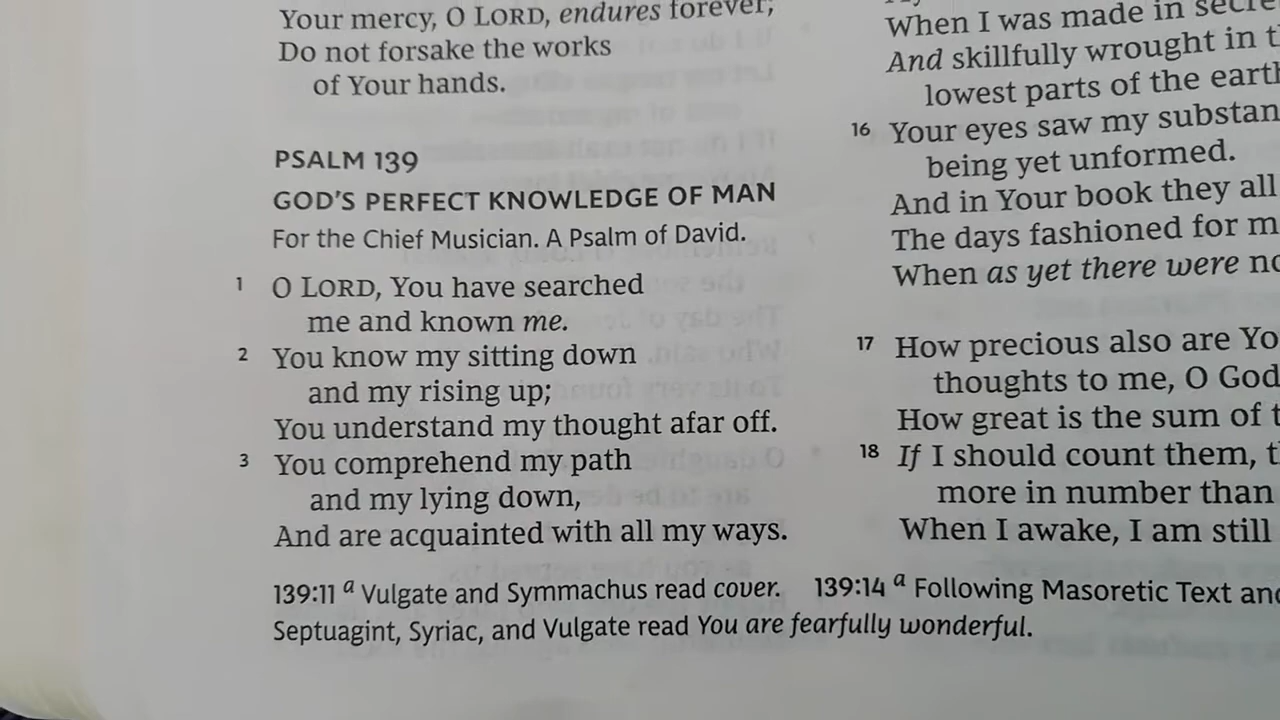 Your mercy, O LORD, endures forever;
Do not forsake the works
of Your hands.
PSALM 139
GOD'S PERFECT KNOWLEDGE OF MAN
For the Chief Musician. A Psalm of David.
1 O LORD, You have searched
me and known me.
2 You know my sitting down
and my rising up;
You understand my thought afar off.
3 You comprehend my path
and my lying down,
And are acquainted with all my ways.
When I was made in
And skillfully wrought in
lowest parts of the
16 Your eyes saw my
being yet unformed.
And in Your book they all
The days fashioned for
When as yet there were
17 How precious also are
thoughts to me, O God
How great is the sum of
18 If I should count them,
more in number than
When I awake, I am still
139:11 a Vulgate and Symmachus read cover. 139:14 a Following Masoretic Text
Septuagint, Syriac, and Vulgate read You are fearfully wonderful.